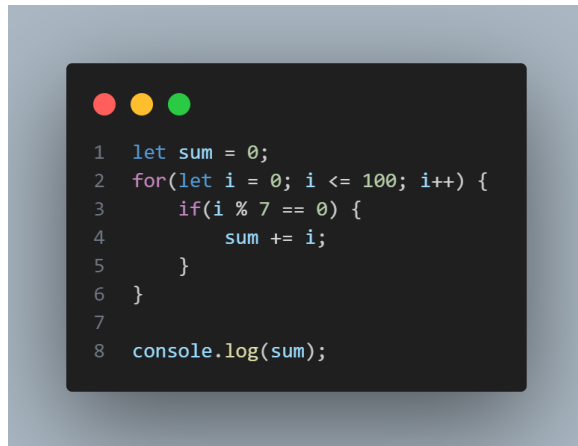 1 let sum = 0;
2 for(let i = 0; i <= 100; i++) {
3     if(i % 7 == 0) {
4         sum += i;
5     }
6 }
7
8 console.log(sum);